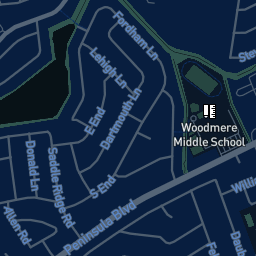 Fordham Ln
Lehigh Ln
Dartmouth Ln
E End
Woodmere
Middle School
Donald Ln
Saddle Ridge Rd
S End
Allen Rd
Peninsula Blvd